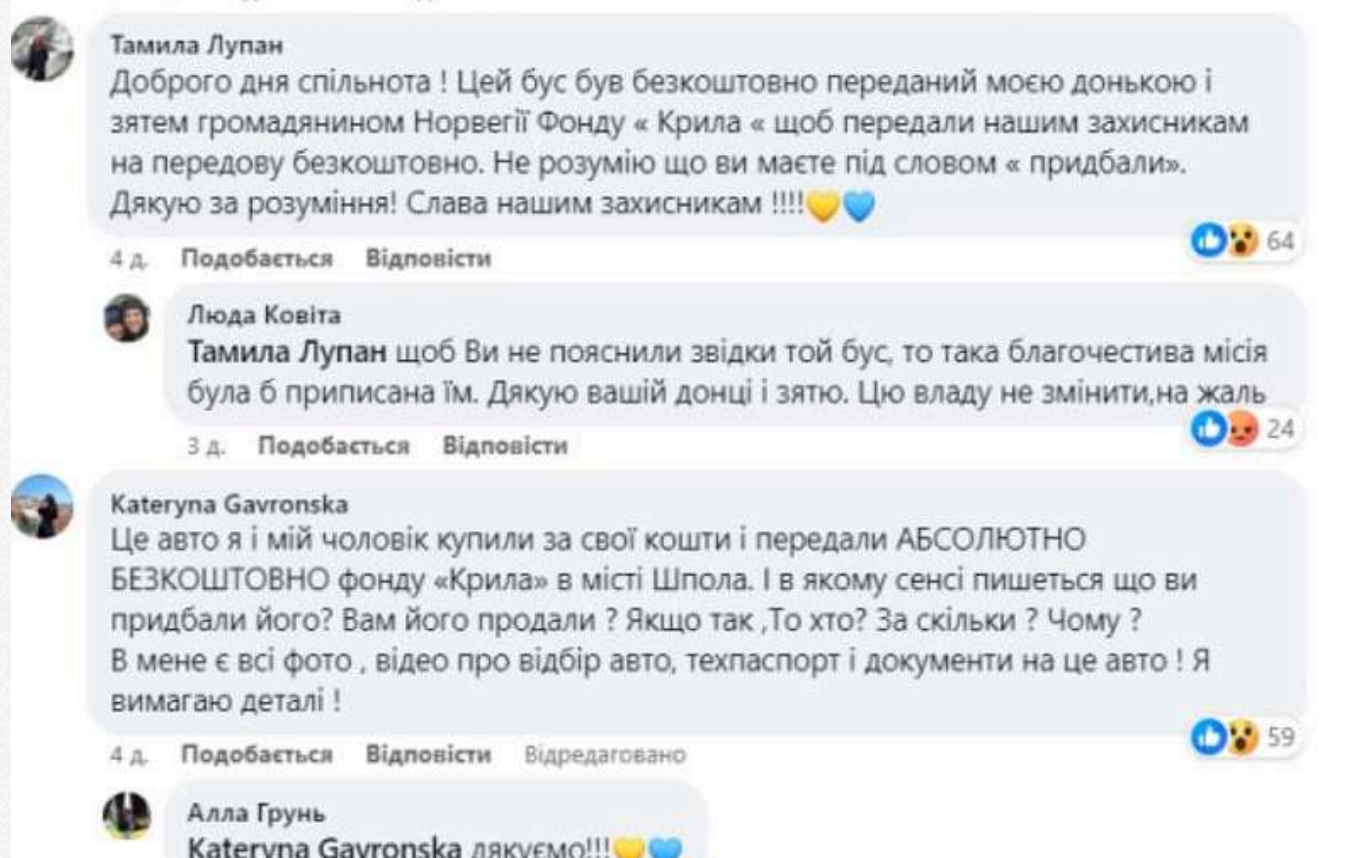 Тамила Лупан
Доброго дня спільнота ! Цей бус був безкоштовно переданий моєю донькою і
зятем громадянином Норвегії Фонду « Крила « щоб передали нашим захисникам
на передову безкоштовно. Не розумію що ви маєте під словом « придбали».
Дякую за розуміння! Слава нашим захисникам !!!!💛💙
64
4 д. Подобається Відповісти
Люда Ковіта
Тамила Лупан щоб Ви не пояснили звідки той бус, то така благочестива місія
була б приписана їм. Дякую вашій донці і зятю. Цю владу не змінити,на жаль
24
3 д. Подобається Відповісти
Kateryna Gavronska
Це авто я і мій чоловік купили за свої кошти і передали АБСОЛЮТНО
БЕЗКОШТОВНО фонду «Крила» в місті Шпола. І в якому сенсі пишеться що ви
придбали його? Вам його продали ? Якщо так ,То хто? За скільки ? Чому ?
В мене є всі фото , відео про відбір авто, техпаспорт і документи на це авто ! Я
вимагаю деталі !
59
4 д. Подобається Відповісти Відредаговано
Алла Грунь
Kateryna Gavronska дякуємо!!!💛💙